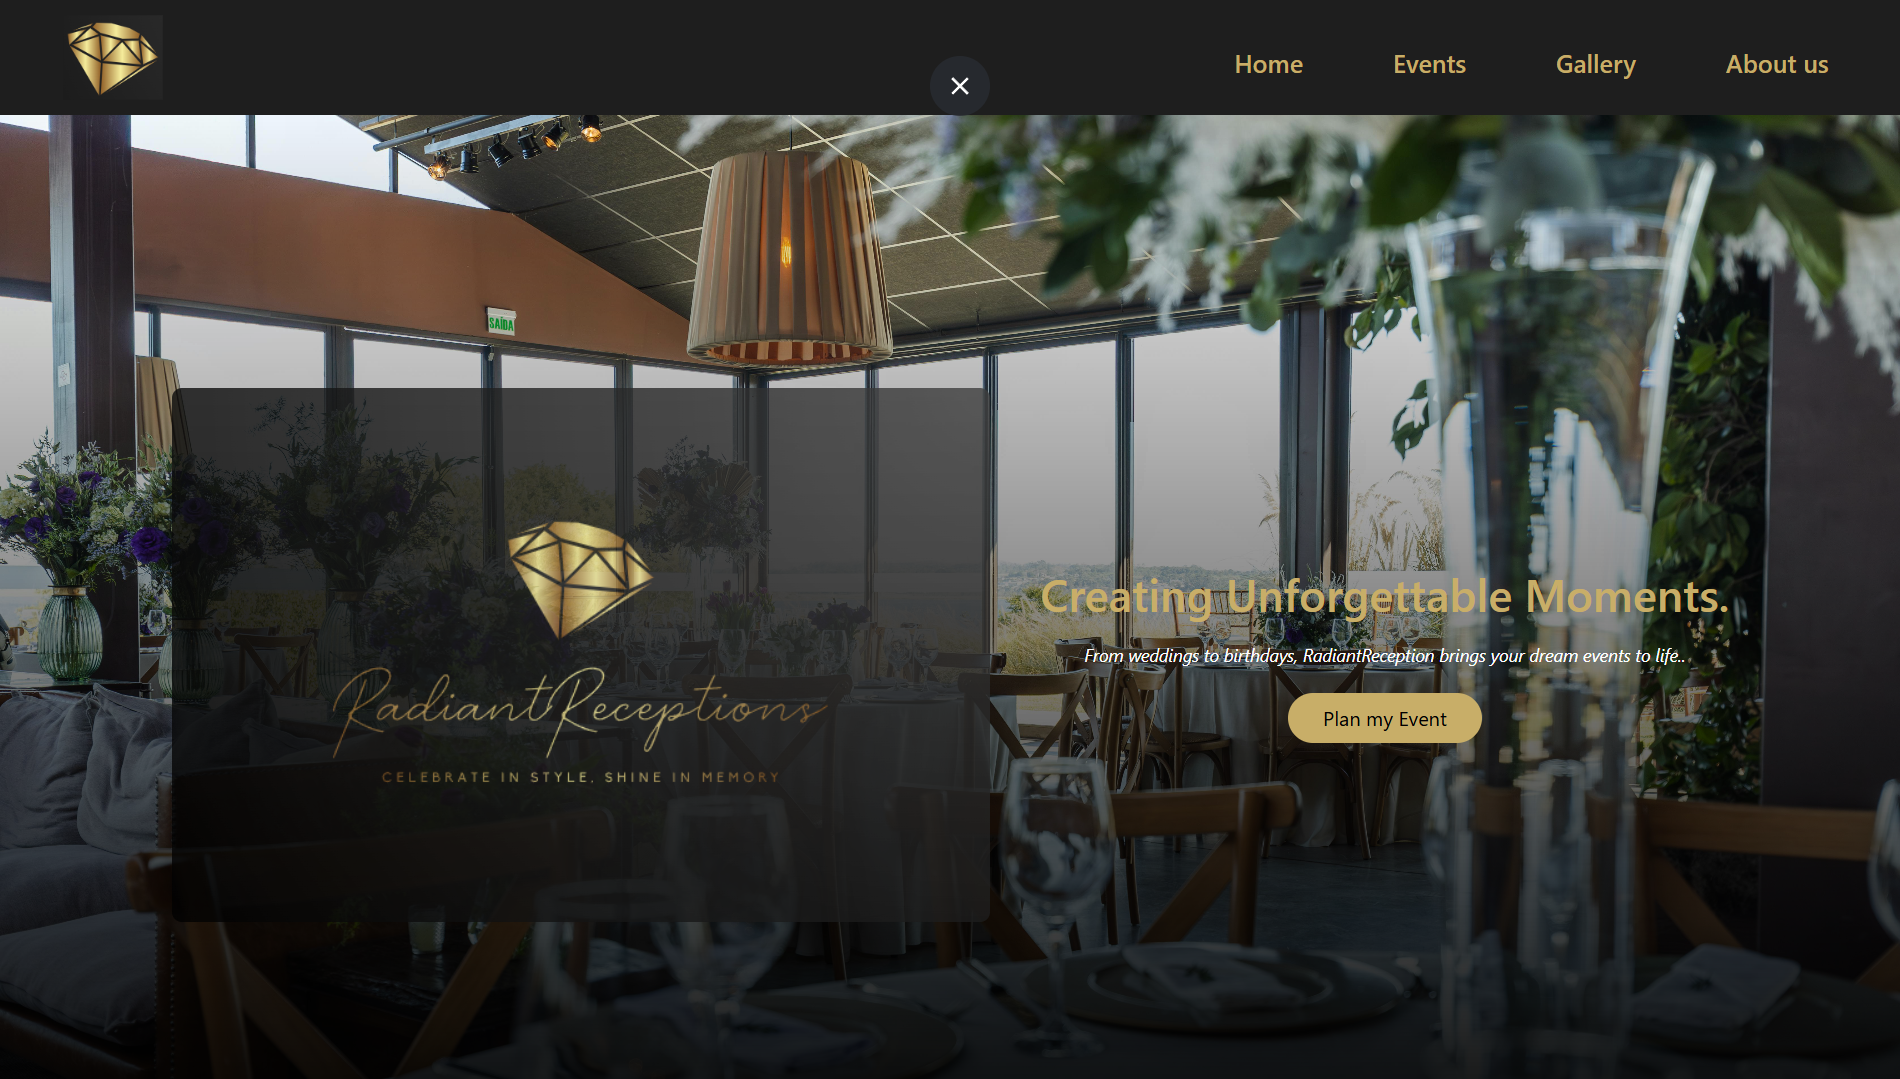 Home Events Gallery About us
SAÍDA
RadiantReceptions
CELEBRATE IN STYLE, SHINE IN MEMORY
Creating Unforgettable Moments.
From weddings to birthdays, RadiantReception brings your dream events to life..
Plan my Event